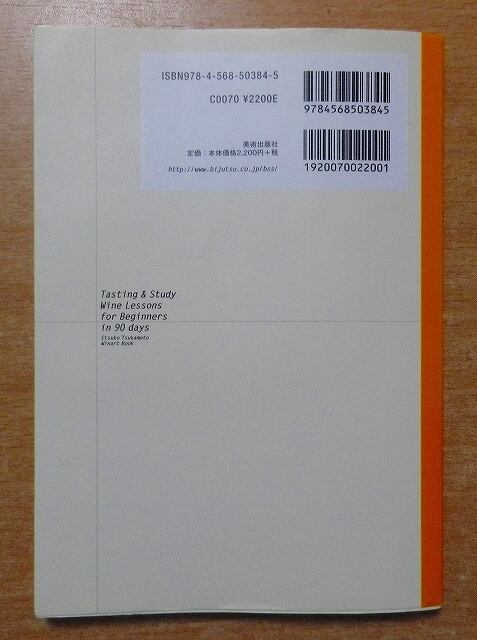 ISBN978-4-568-50384-5
C0070 ¥2200E
9784568503845
美術出版社
定価：本体価格2,200円＋税
http://www.bijutsu.co.jp/bss/
1920070022001
Tasting & Study
Wine Lessons
for Beginners
in 90 days
Etsuko Tsukamoto
Winart Book